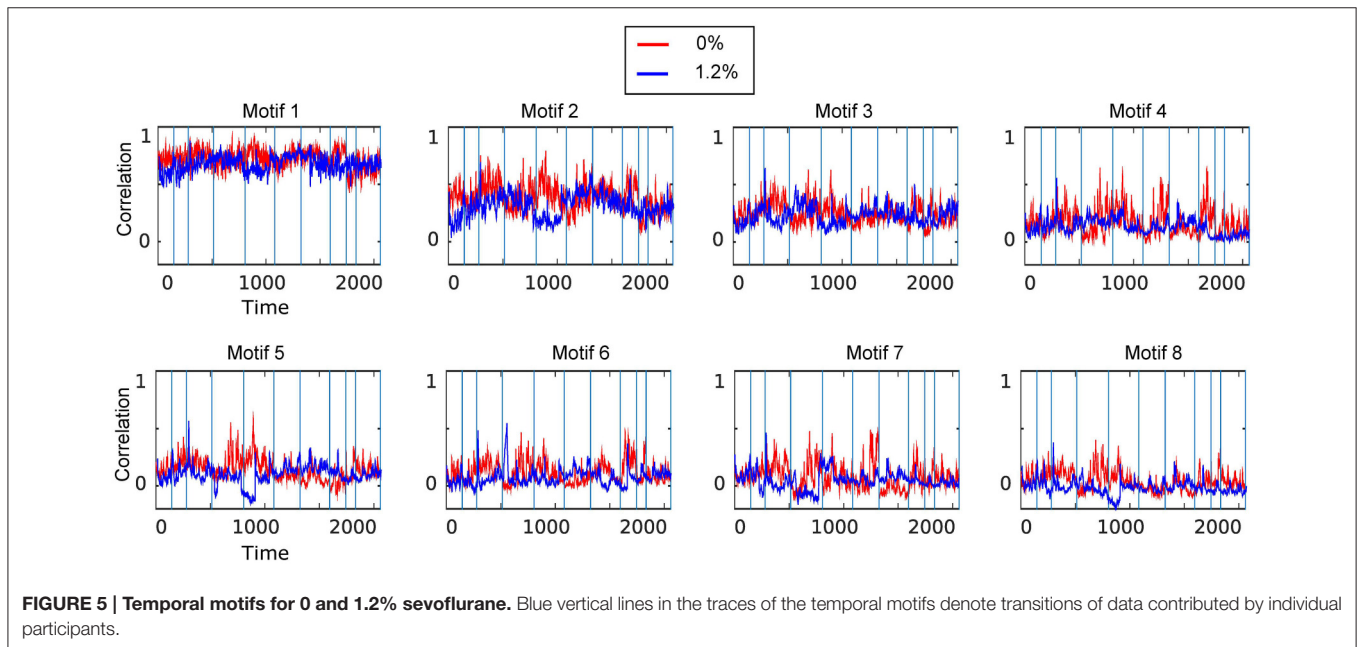 0%
1.2%
Motif 1
Motif 2
Motif 3
Motif 4
Correlation
1
0
1
0
1
0
1
0
0 1000 2000
0 1000 2000
0 1000 2000
0 1000 2000
Time
Motif 5
Motif 6
Motif 7
Motif 8
Correlation
1
0
1
0
1
0
1
0
0 1000 2000
0 1000 2000
0 1000 2000
0 1000 2000
Time
FIGURE 5 | Temporal motifs for 0 and 1.2% sevoflurane. Blue vertical lines in the traces of the temporal motifs denote transitions of data contributed by individual
participants.